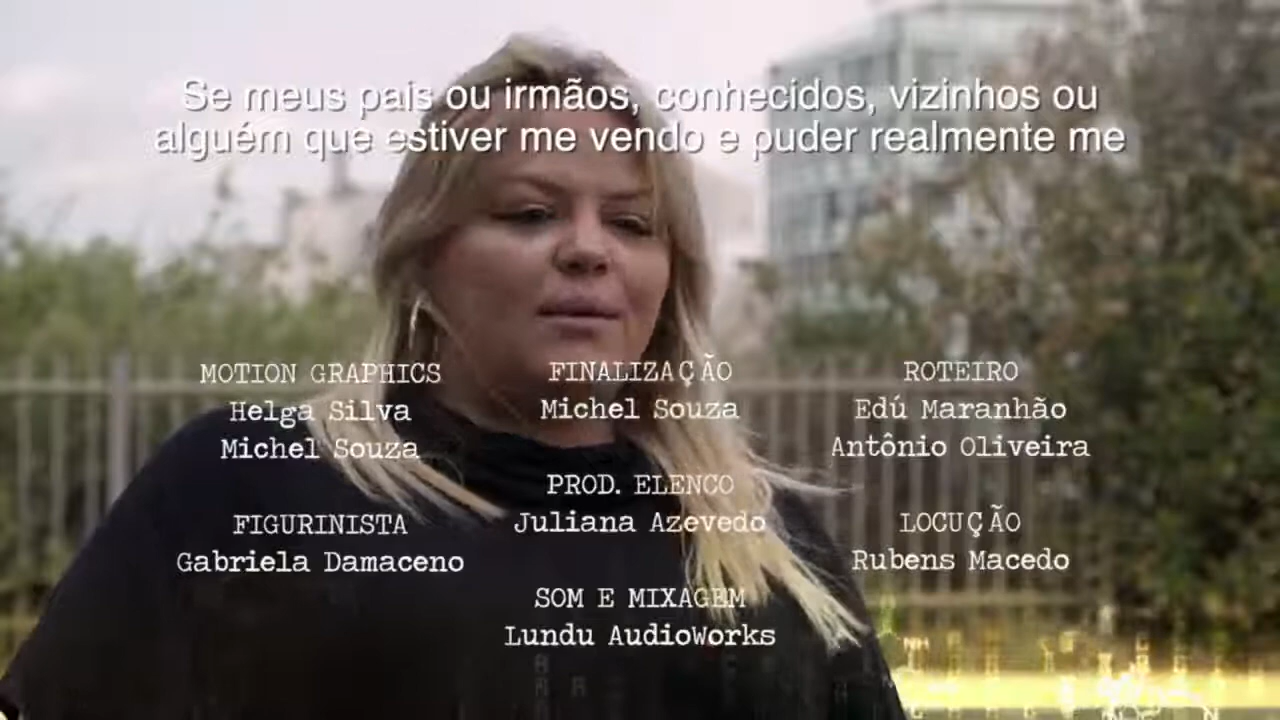 Se meus pais ou irmãos, conhecidos, vizinhos ou
alguém que estiver me vendo e puder realmente me
MOTION GRAPHICS
Helga Silva
Michel Souza
FIGURINISTA
Gabriela Damaceno
FINALIZAÇÃO
Michel Souza
PROD. ELENCO
Juliana Azevedo
SOM E MIXAGEM
Lundu AudioWorks
ROTEIRO
Edú Maranhão
Antônio Oliveira
LOCUÇÃO
Rubens Macedo